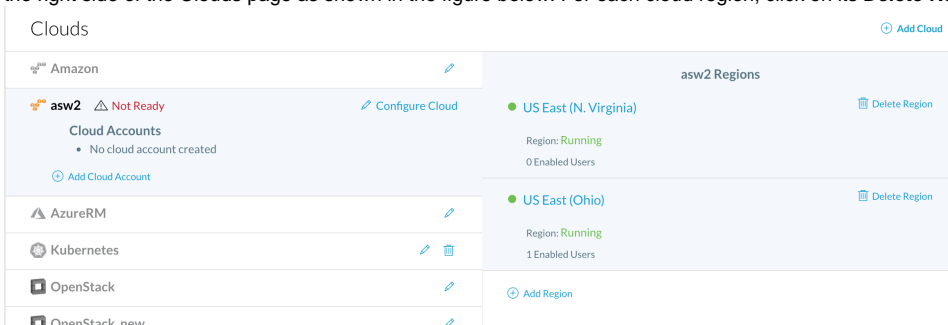 the right side of the Clouds page as shown in the figure below. For each cloud region, click on its Delete
Clouds
Add Cloud
Amazon
asw2 Not Ready Configure Cloud
Cloud Accounts
• No cloud account created
Add Cloud Account
AzureRM
Kubernetes
OpenStack
OpenStack new
asw2 Regions
US East (N. Virginia) Delete Region
Region: Running
0 Enabled Users
US East (Ohio) Delete Region
Region: Running
1 Enabled Users
Add Region